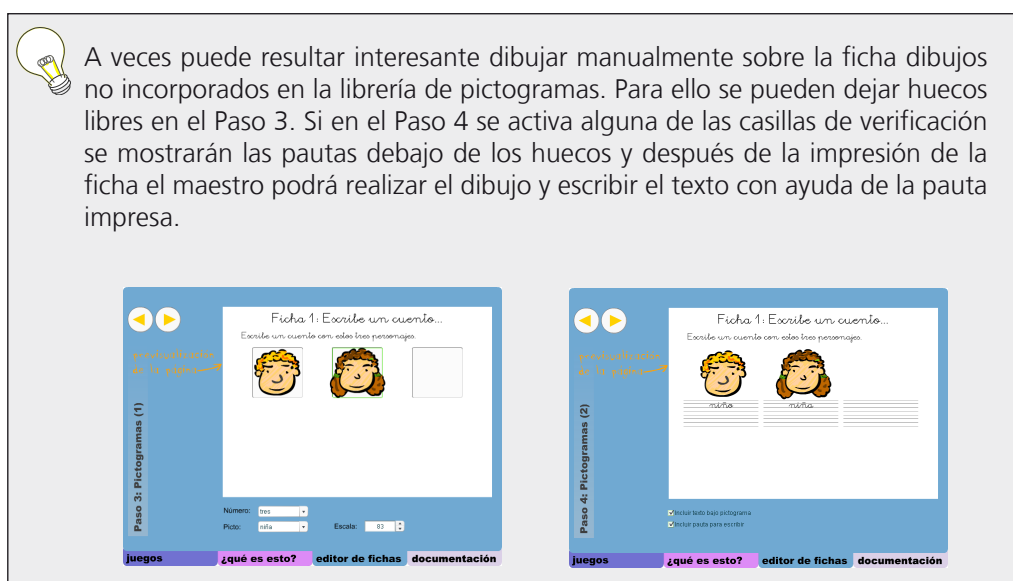 A veces puede resultar interesante dibujar manualmente sobre la ficha dibujos
no incorporados en la librería de pictogramas. Para ello se pueden dejar huecos
libres en el Paso 3. Si en el Paso 4 se activa alguna de las casillas de verificación
se mostrarán las pautas debajo de los huecos y después de la impresión de la
ficha el maestro podrá realizar el dibujo y escribir el texto con ayuda de la pauta
impresa.
Ficha 1: Escribe un cuento...
Escribe un cuento con estos tres personajes.
previsualización
de la página
Paso 3: Pictogramas (1)
Número: tres
Picto: niña Escala: 83
juegos ¿qué es esto? editor de fichas documentación
Ficha 1: Escribe un cuento...
Escribe un cuento con estos tres personajes.
previsualización
de la página
niño niña
Paso 4: Pictogramas (2)
Incluir texto bajo pictograma
Incluir pauta para escribir
juegos ¿qué es esto? editor de fichas documentación